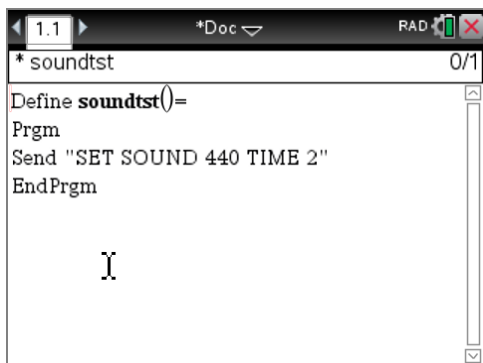 1.1 *Doc RAD
* soundtst 0/1
Define soundtst()=
Prgm
Send "SET SOUND 440 TIME 2"
EndPrgm